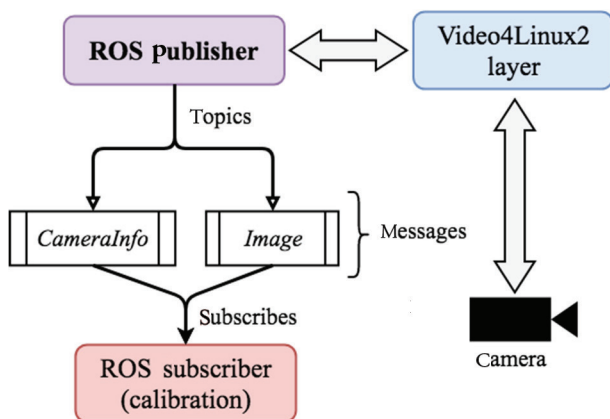 ROS publisher
Video4Linux2
layer
Topics
CameraInfo
Image
Messages
Subscribes
ROS subscriber
(calibration)
Camera